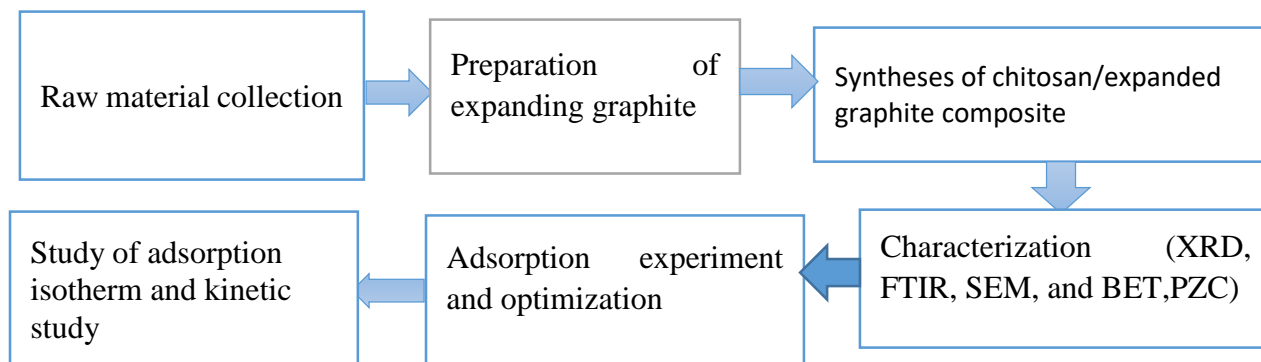 Raw material collection
Preparation of
expanding graphite
Syntheses of chitosan/expanded
graphite composite
Characterization (XRD,
FTIR, SEM, and BET,PZC)
Adsorption experiment
and optimization
Study of adsorption
isotherm and kinetic
study